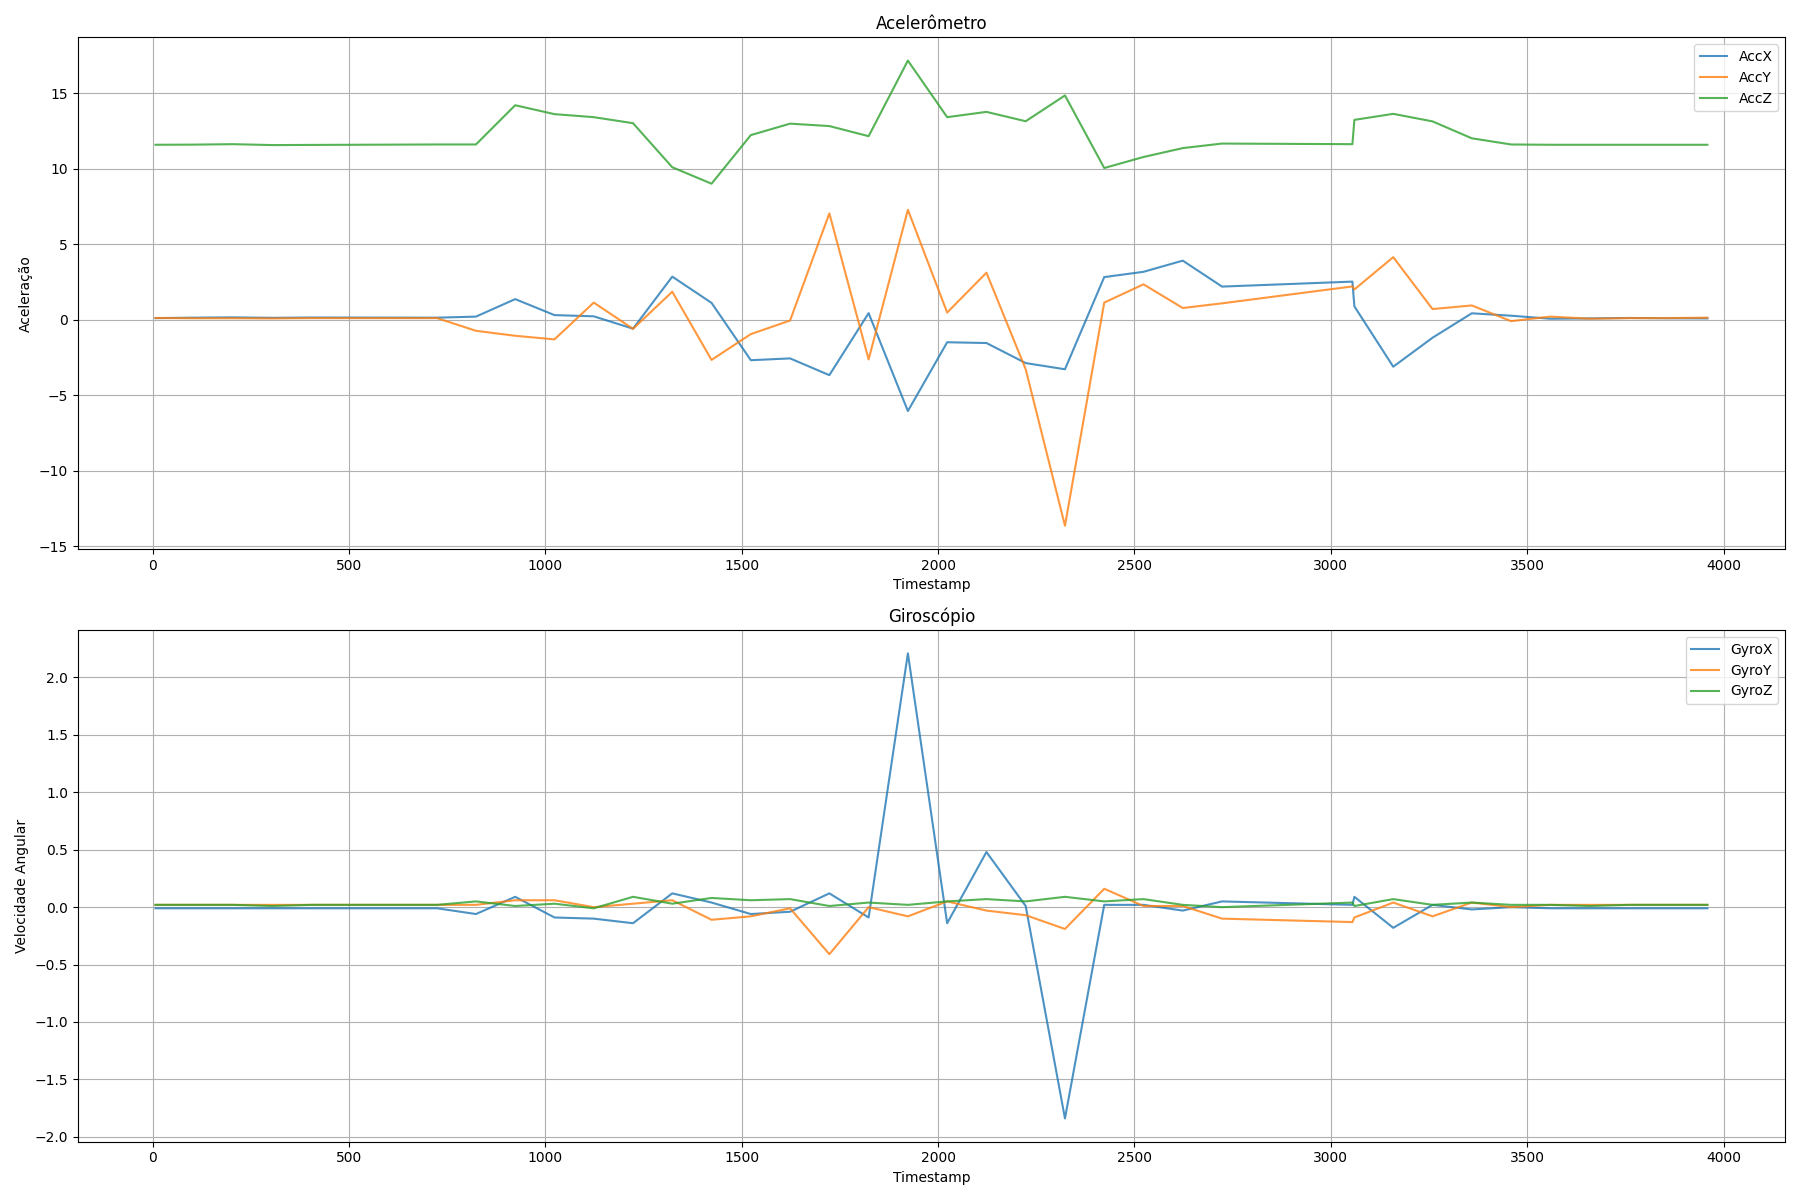 Acelerômetro
AccX
AccY
AccZ
15
10
5
0
−5
−10
−15
Aceleração
0 500 1000 1500 2000 2500 3000 3500 4000
Timestamp
Giroscópio
GyroX
GyroY
GyroZ
2.0
1.5
1.0
0.5
0.0
−0.5
−1.0
−1.5
−2.0
Velocidade Angular
0 500 1000 1500 2000 2500 3000 3500 4000
Timestamp